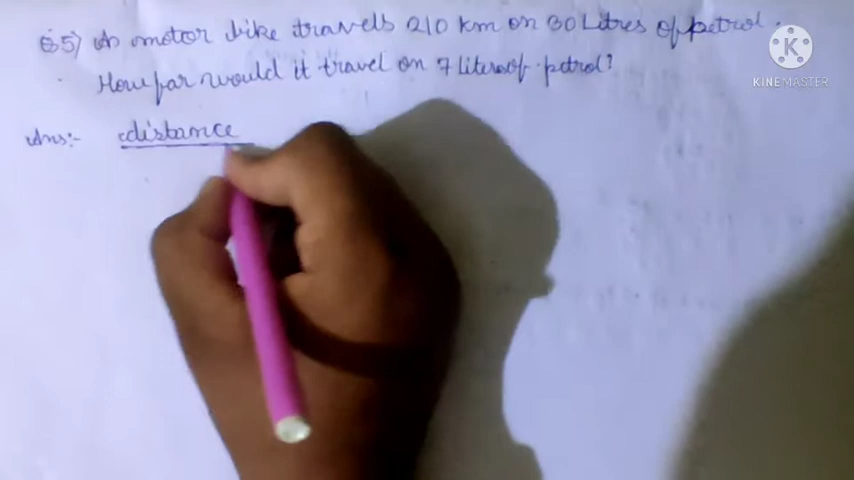 Q5) A motor bike travels 210 km on 30 Litres of petrol.
How far would it travel on 7 liters of petrol?
Ans:- distance
K
KINEMASTER